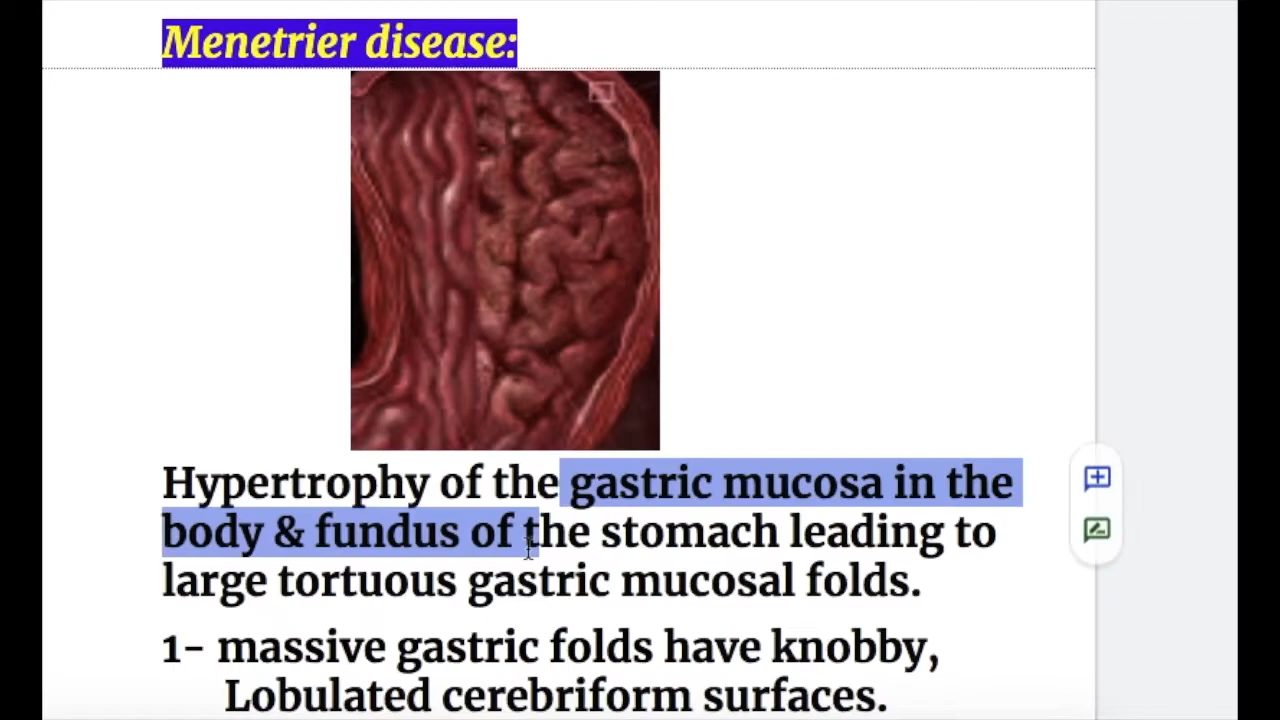 Menetrier disease:
Hypertrophy of the gastric mucosa in the
body & fundus of the stomach leading to
large tortuous gastric mucosal folds.
1- massive gastric folds have knobby,
Lobulated cerebriform surfaces.